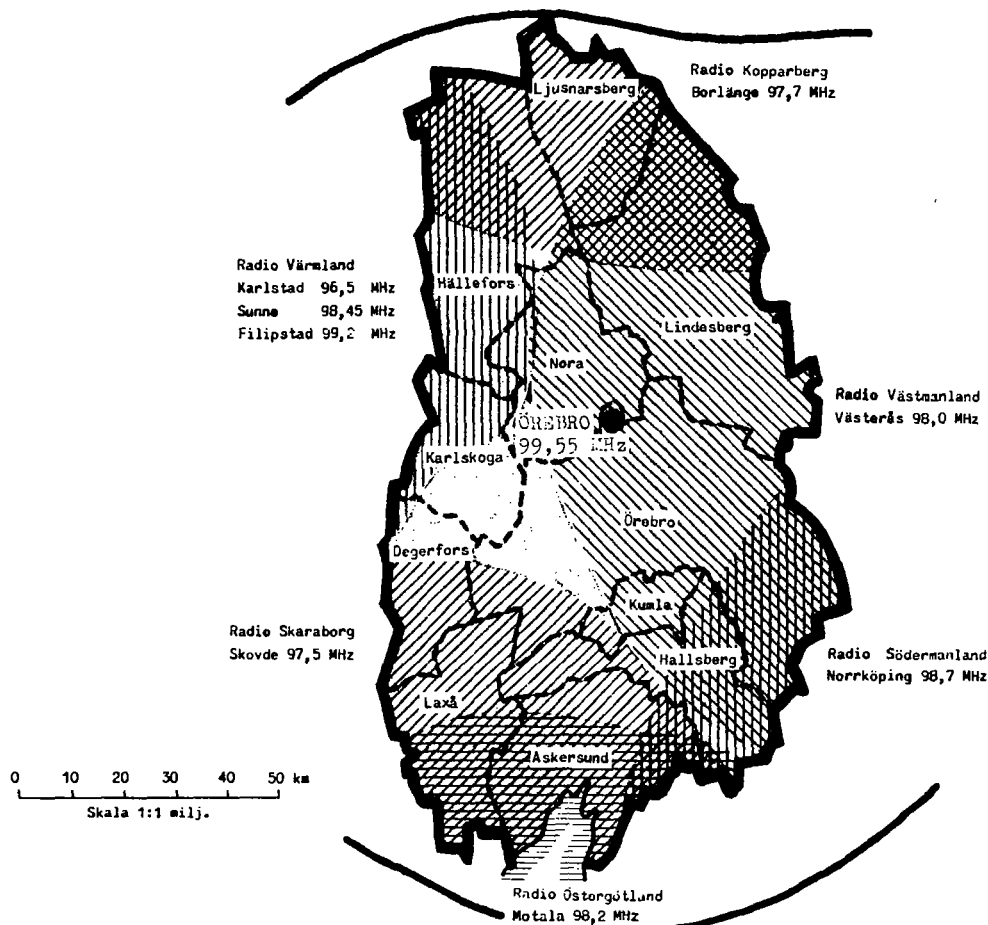 Ljusnarsberg
Radio Kopparberg
Borlänge 97,7 MHz
Radio Värmland
Karlstad 96,5 MHz
Sunne 98,45 MHz
Filipstad 99,2 MHz
Hällefors
Lindesberg
Nora
Radio Västmanland
Västerås 98,0 MHz
ÖREBRO
99,55 MHz
Karlskoga
Örebro
Degerfors
Kumla
Radio Skaraborg
Skovde 97,5 MHz
Hallsberg
Radio Södermanland
Norrköping 98,7 MHz
Laxå
Askersund
0 10 20 30 40 50 km
Skala 1:1 milj.
Radio Östergötland
Motala 98,2 MHz